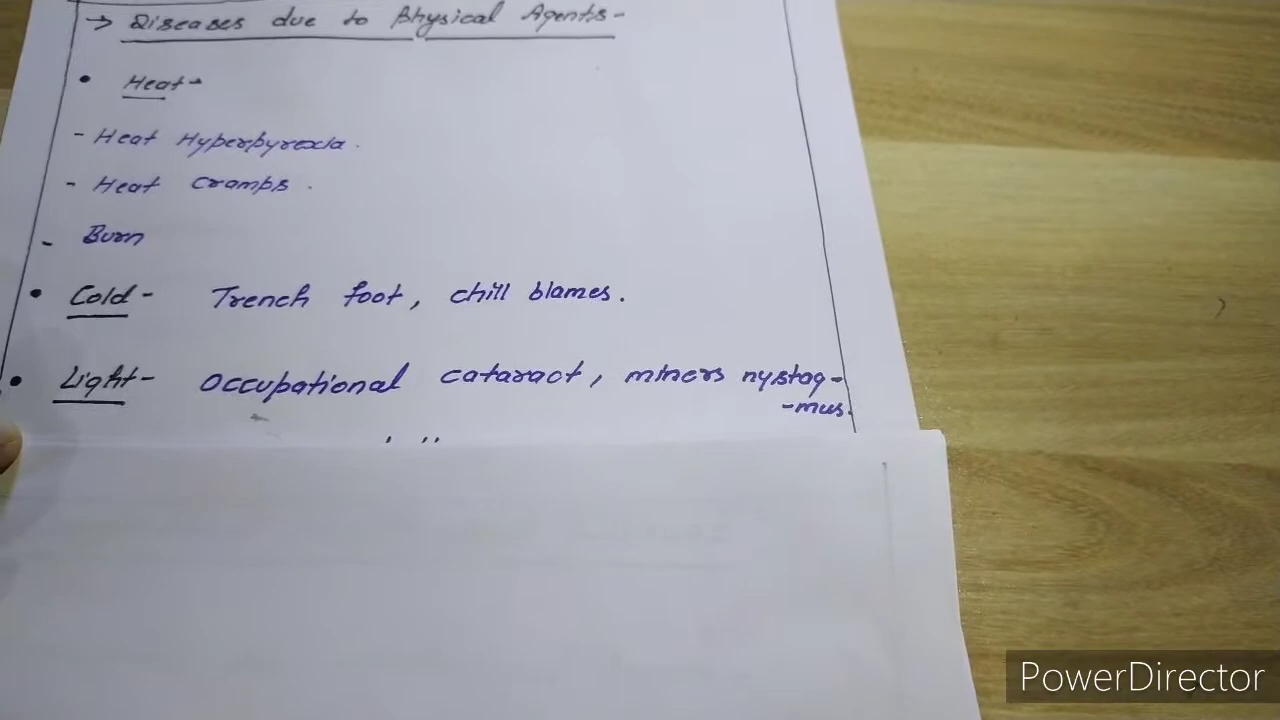 → Diseases due to Physical Agents-
• Heat-
- Heat Hyperpyrexia.
- Heat cramps.
- Burn
• Cold- Trench foot, chill blames.
• Light- Occupational cataract, miners nystag-
-mus.
PowerDirector